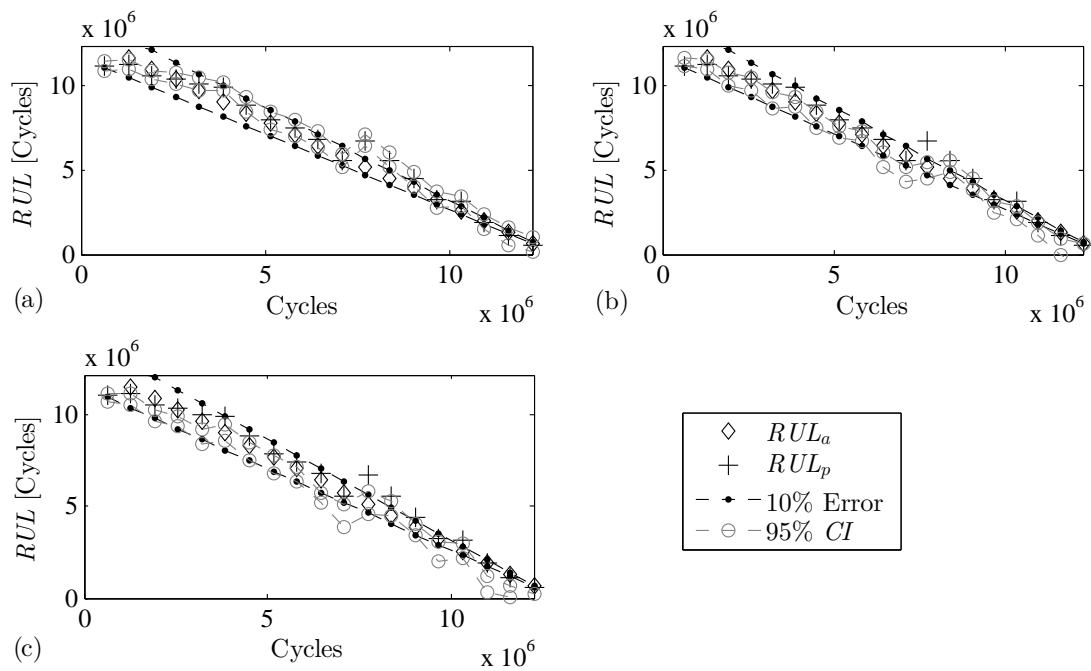 x 10^6
10
5
0
RUL [Cycles]
0
5
10
Cycles
x 10^6
(a)
x 10^6
10
5
0
RUL [Cycles]
0
5
10
Cycles
x 10^6
(b)
x 10^6
10
5
0
RUL [Cycles]
0
5
10
Cycles
x 10^6
(c)
RUL_a
RUL_p
10% Error
95% CI